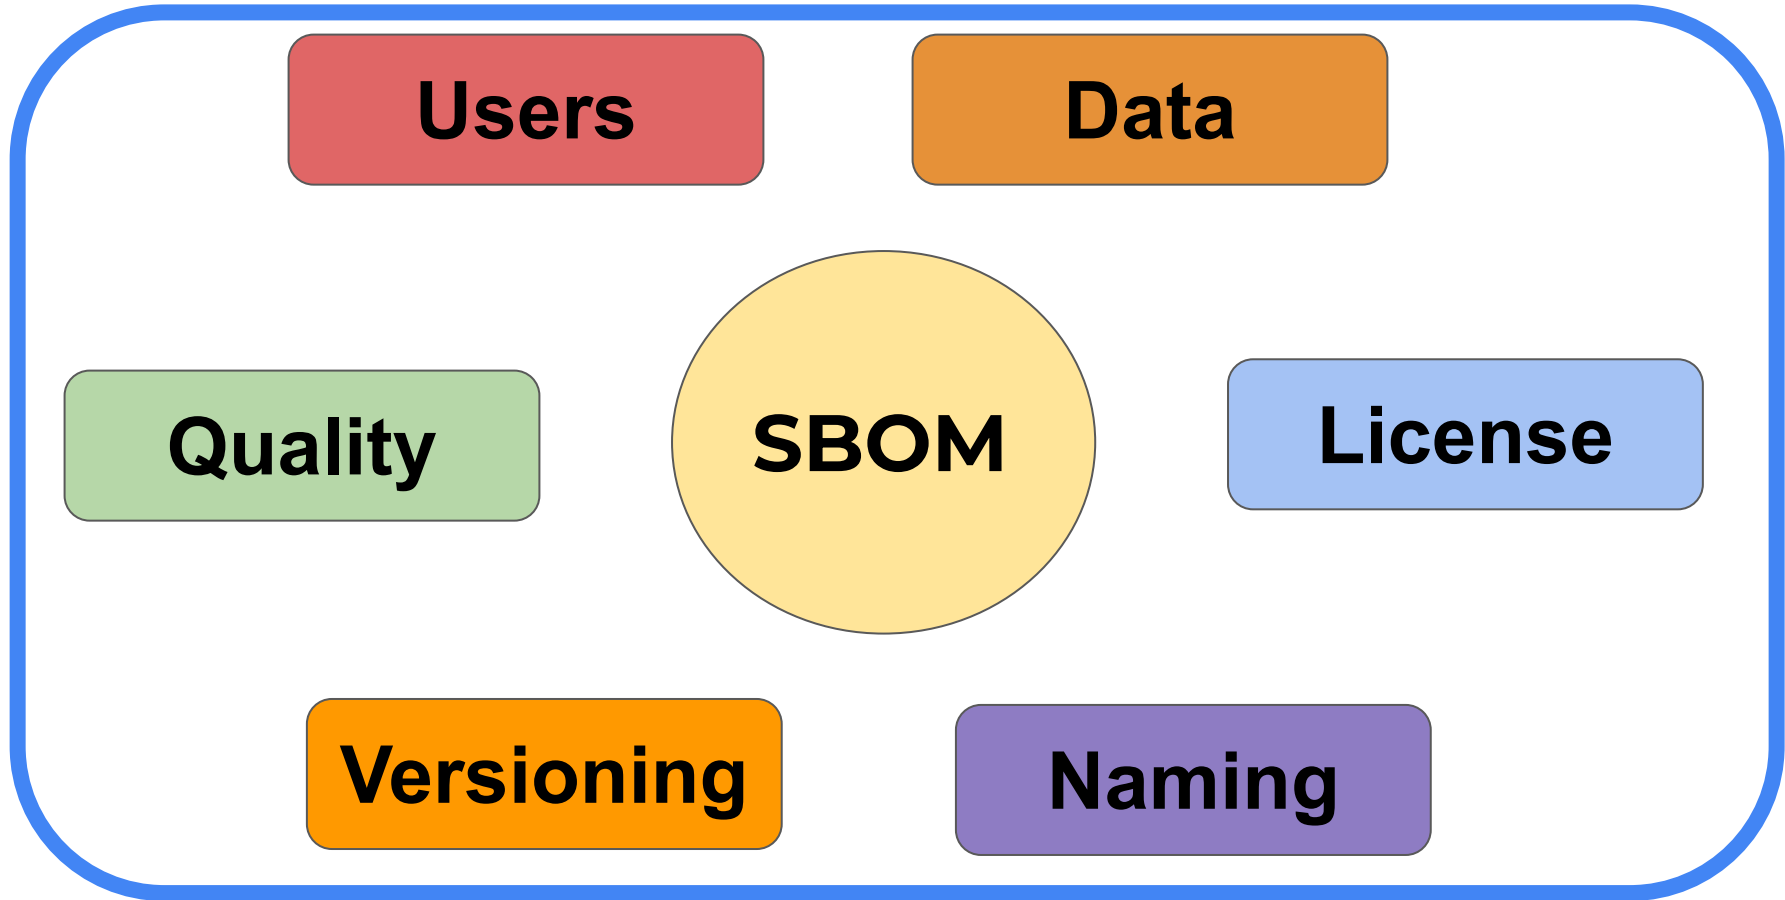 Users
Data
Quality
SBOM
License
Versioning
Naming